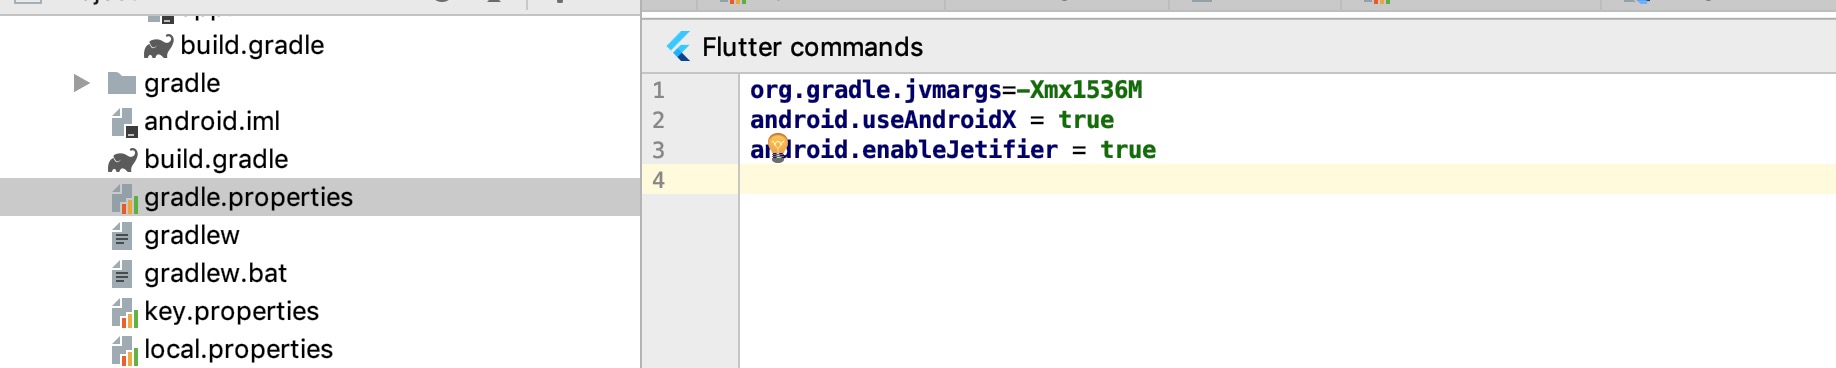 build.gradle
gradle
android.iml
build.gradle
gradle.properties
gradlew
gradlew.bat
key.properties
local.properties
Flutter commands
1 org.gradle.jvmargs=-Xmx1536M
2 android.useAndroidX = true
3 android.enableJetifier = true
4